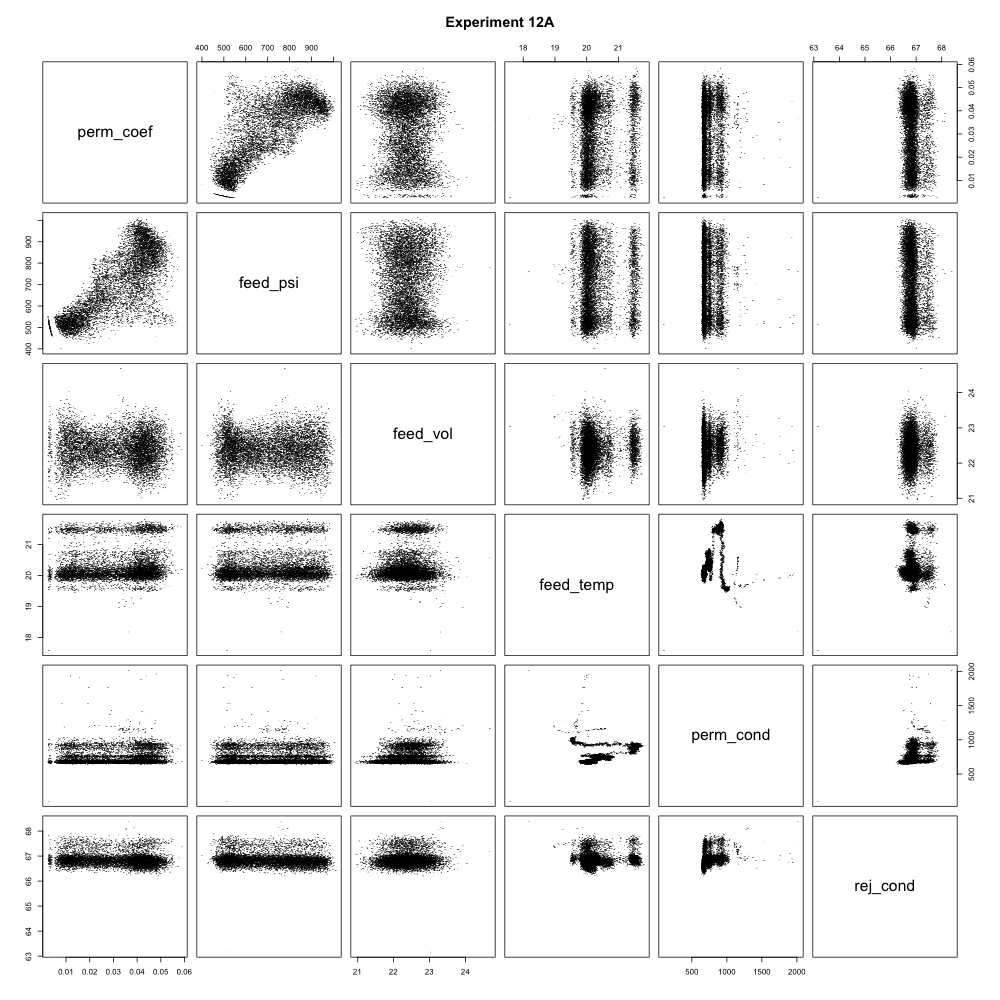 Experiment 12A
400 500 600 700 800 900
18 19 20 21
63 64 65 66 67 68
perm_coef
0.01 0.02 0.03 0.04 0.05 0.06
400 500 600 700 800 900
feed_psi
feed_vol
21 22 23 24
18 19 20 21
feed_temp
perm_cond
500 1000 1500 2000
63 64 65 66 67 68
rej_cond
0.01 0.02 0.03 0.04 0.05 0.06
21 22 23 24
500 1000 1500 2000